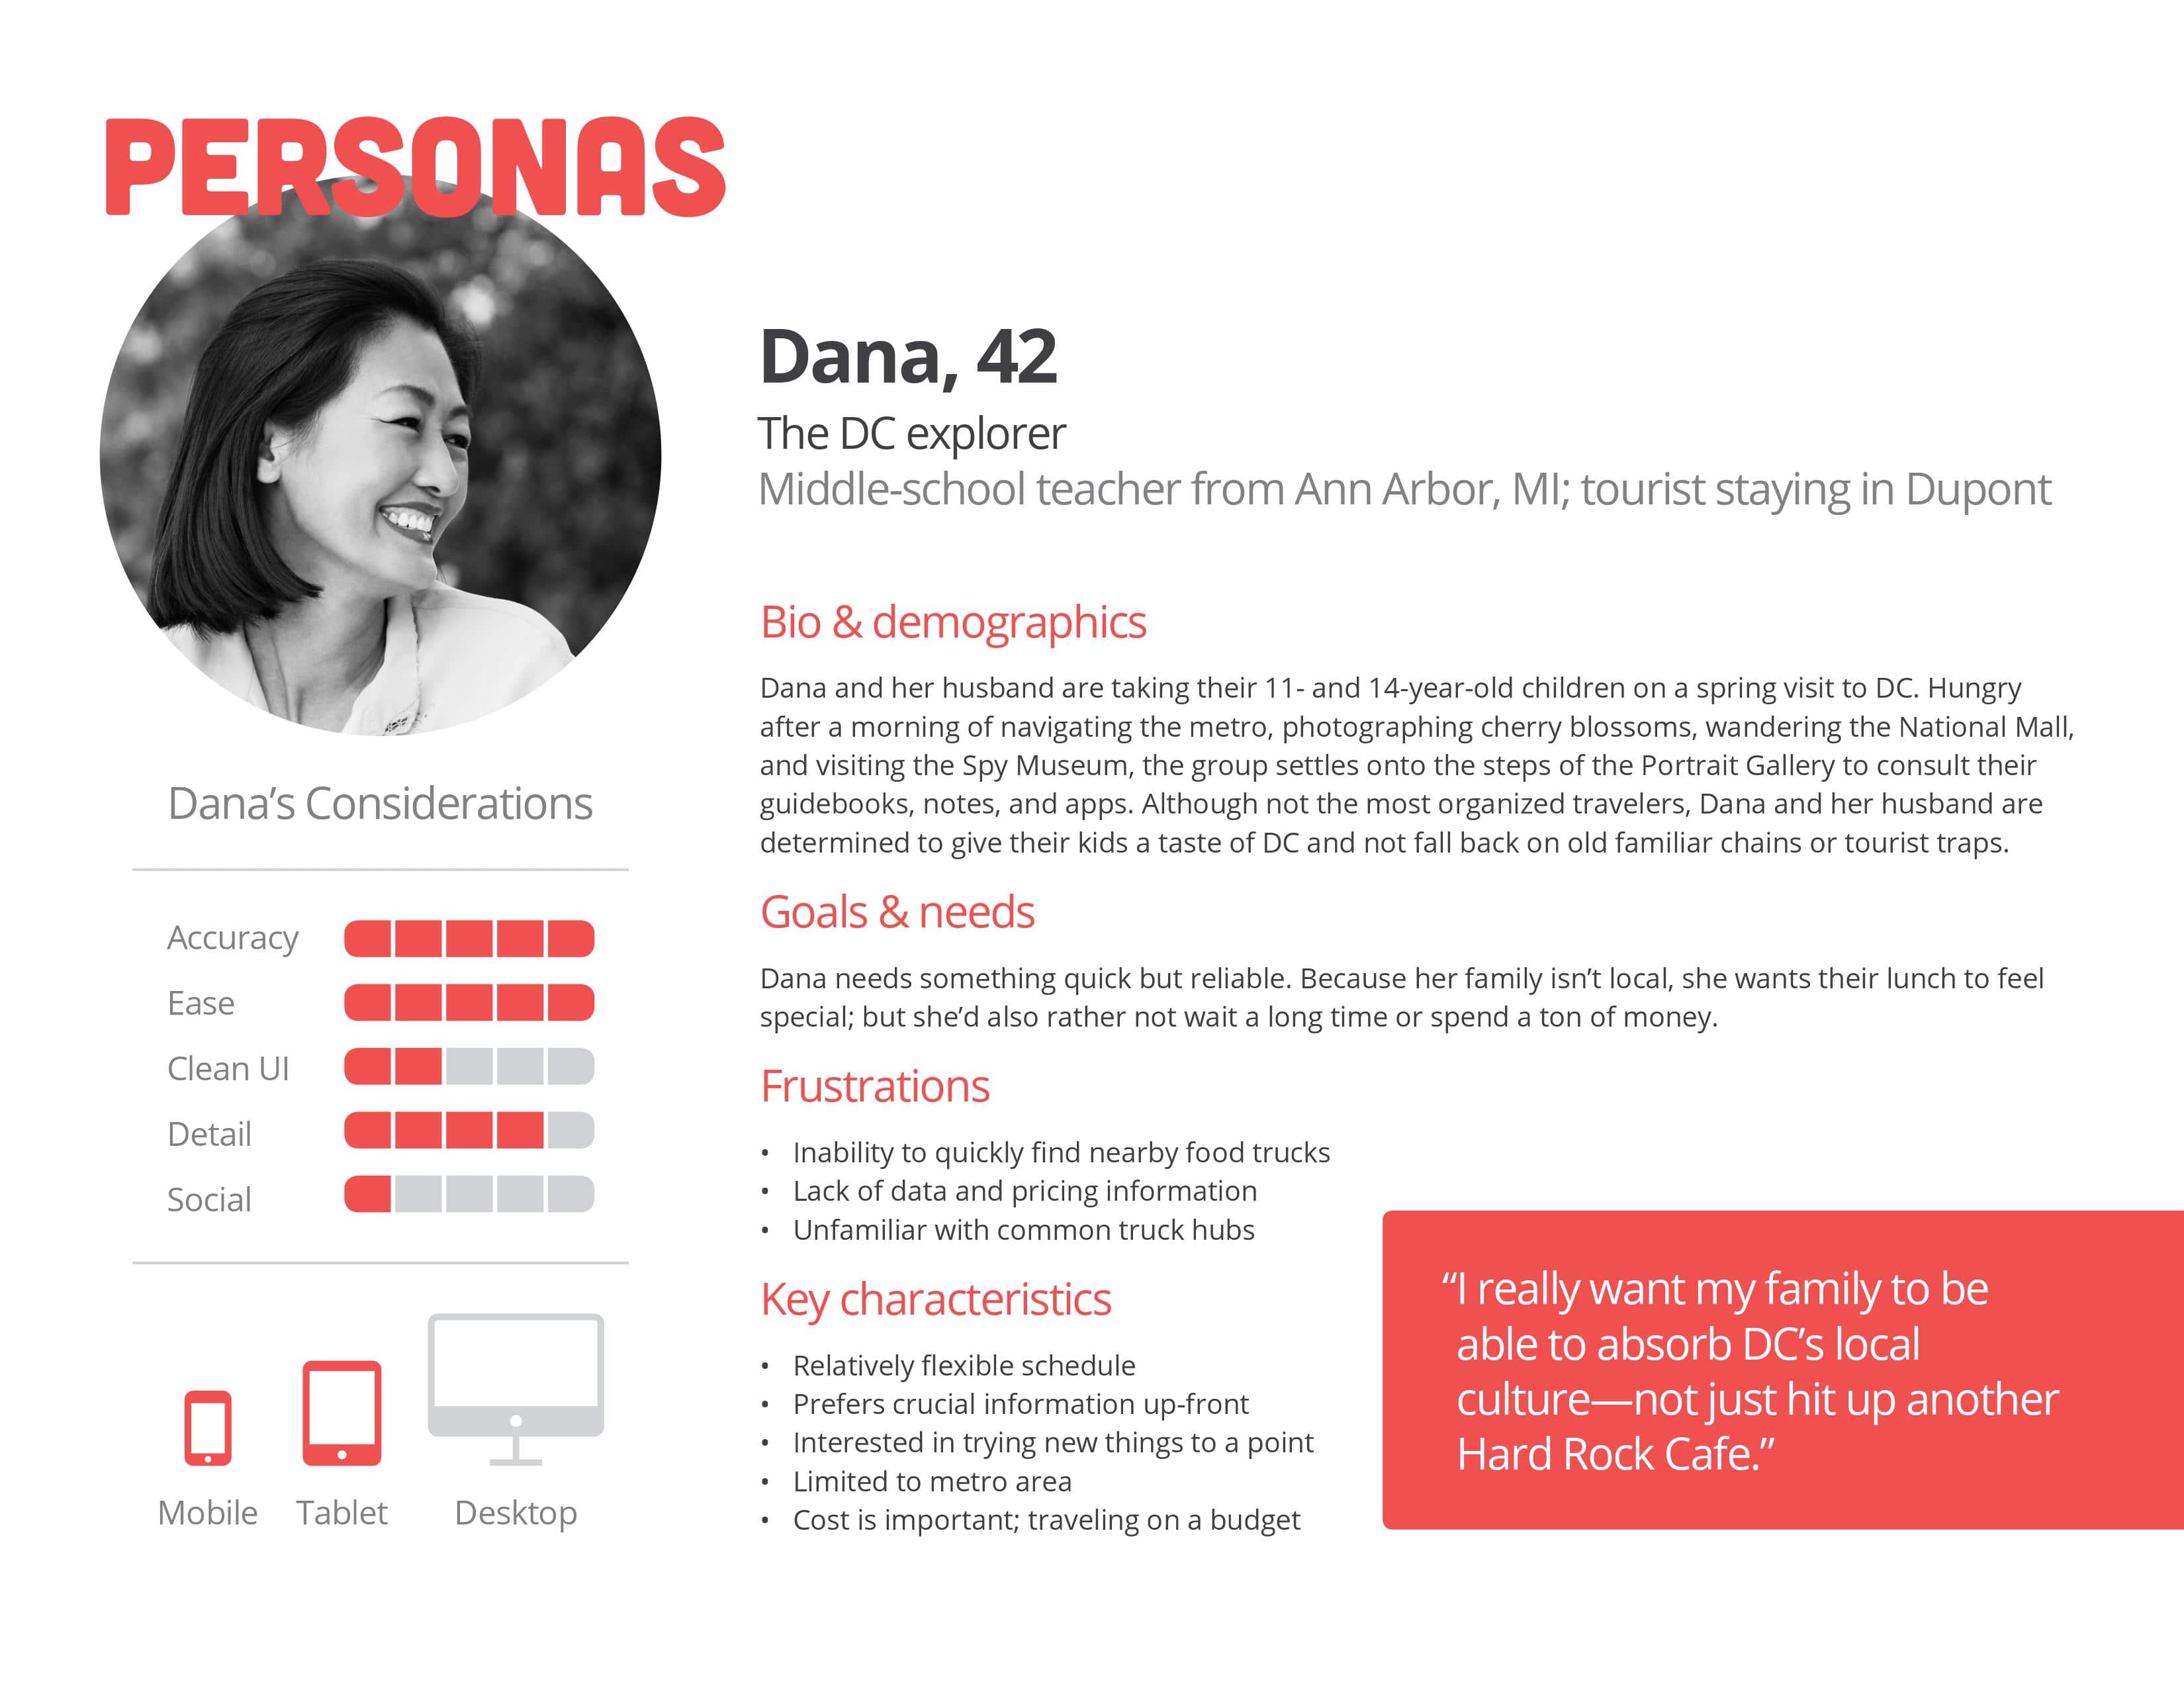 PERSONAS
Dana, 42
The DC explorer
Middle-school teacher from Ann Arbor, MI; tourist staying in Dupont
Bio & demographics
Dana and her husband are taking their 11- and 14-year-old children on a spring visit to DC. Hungry
after a morning of navigating the metro, photographing cherry blossoms, wandering the National Mall,
and visiting the Spy Museum, the group settles onto the steps of the Portrait Gallery to consult their
guidebooks, notes, and apps. Although not the most organized travelers, Dana and her husband are
determined to give their kids a taste of DC and not fall back on old familiar chains or tourist traps.
Goals & needs
Dana needs something quick but reliable. Because her family isn’t local, she wants their lunch to feel
special; but she’d also rather not wait a long time or spend a ton of money.
Frustrations
• Inability to quickly find nearby food trucks
• Lack of data and pricing information
• Unfamiliar with common truck hubs
Key characteristics
• Relatively flexible schedule
• Prefers crucial information up-front
• Interested in trying new things to a point
• Limited to metro area
• Cost is important; traveling on a budget
“I really want my family to be
able to absorb DC’s local
culture—not just hit up another
Hard Rock Cafe.”
Dana’s Considerations
Accuracy
Ease
Clean UI
Detail
Social
Mobile Tablet Desktop